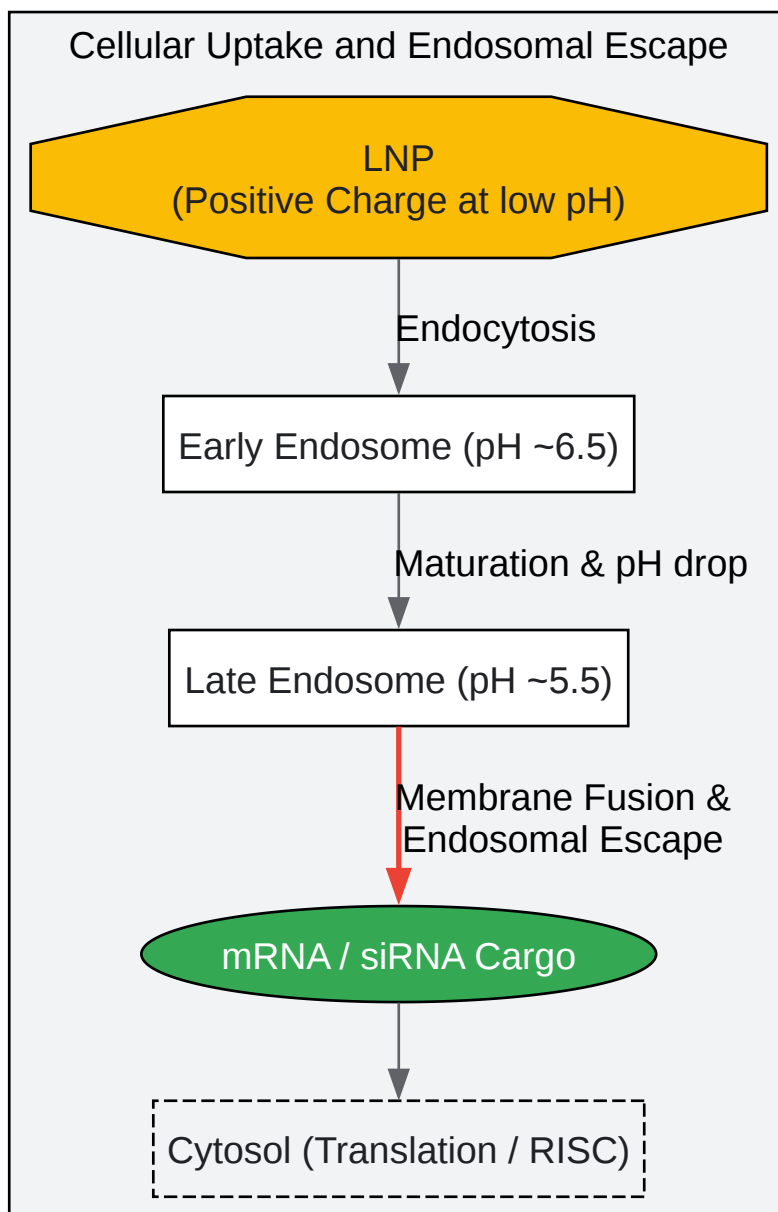 Cellular Uptake and Endosomal Escape
LNP
(Positive Charge at low pH)
Endocytosis
Early Endosome (pH ~6.5)
Maturation & pH drop
Late Endosome (pH ~5.5)
Membrane Fusion &
Endosomal Escape
mRNA / siRNA Cargo
Cytosol (Translation / RISC)